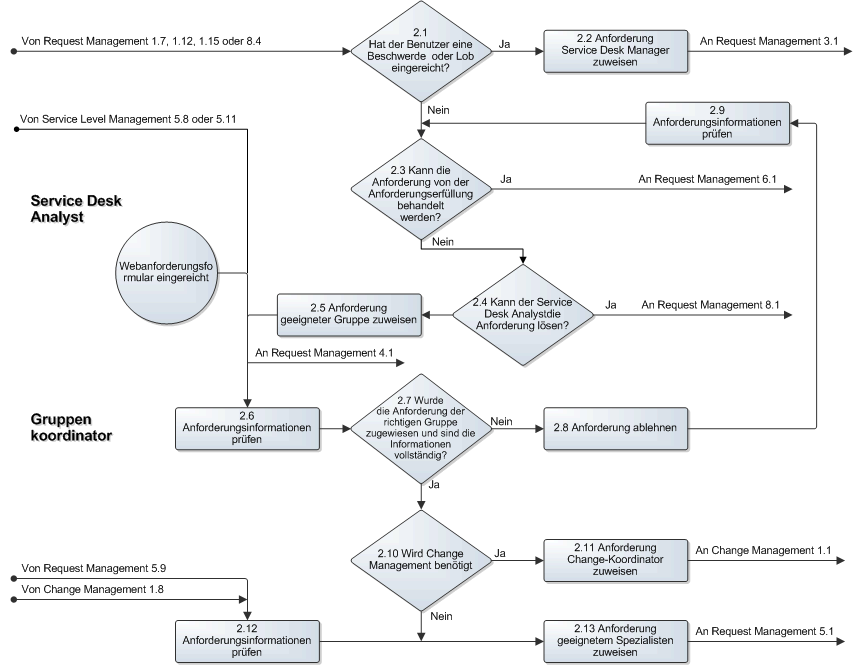 2.1
Hat der Benutzer eine
Beschwerde oder Lob
eingereicht?
Von Request Management 1.7, 1.12, 1.15 oder 8.4
Ja
2.2 Anforderung
Service Desk Manager
zuweisen
An Request Management 3.1
Nein
2.9
Anforderungsinformationen
prüfen
Von Service Level Management 5.8 oder 5.11
2.3 Kann die
Anforderung von der
Anforderungserfüllung
behandelt
werden?
Ja
An Request Management 6.1
Service Desk
Analyst
Nein
Webanforderungsfo
rmular eingereicht
2.4 Kann der Service
Desk Analystdie
Anforderung lösen?
Ja
An Request Management 8.1
2.5 Anforderung
geeigneter Gruppe zuweisen
An Request Management 4.1
Gruppen
koordinator
2.6
Anforderungsinformationen
prüfen
2.7 Wurde
die Anforderung der
richtigen Gruppe
zugewiesen und sind die
Informationen
vollständig?
Nein
2.8 Anforderung ablehnen
Ja
2.10 Wird Change
Management benötigt
Ja
2.11 Anforderung
Change-Koordinator
zuweisen
An Change Management 1.1
Von Request Management 5.9
Von Change Management 1.8
Nein
2.12
Anforderungsinformationen
prüfen
2.13 Anforderung
geeignetem Spezialisten
zuweisen
An Request Management 5.1